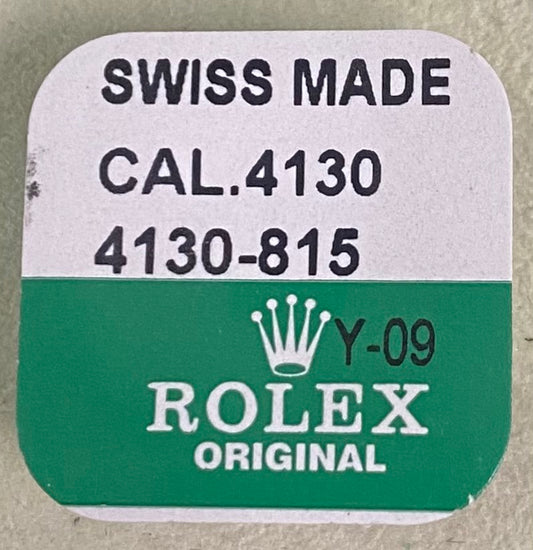 SWISS MADE
CAL.4130
4130-815
Y-09
ROLEX
ORIGINAL